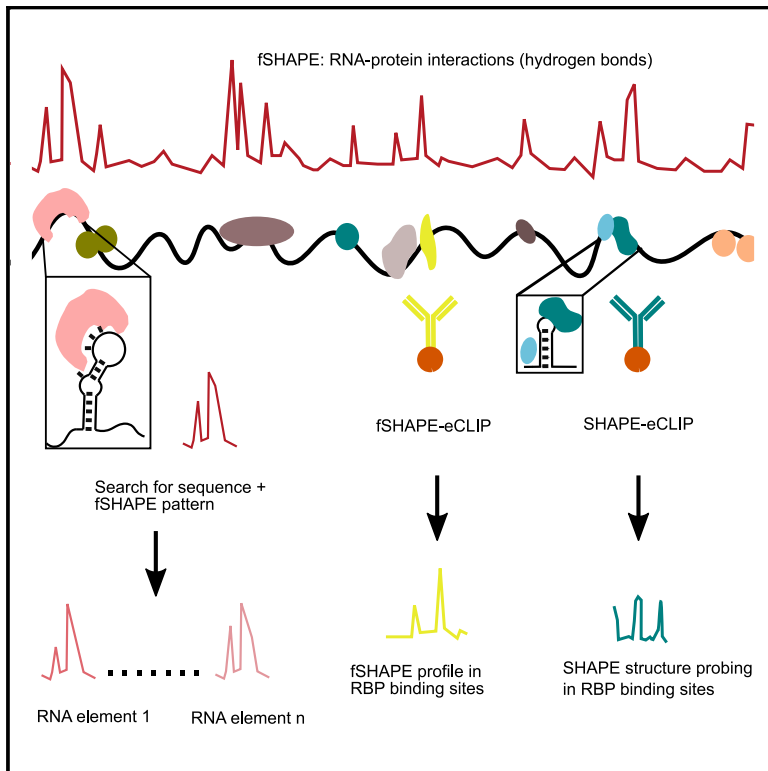 fSHAPE: RNA-protein interactions (hydrogen bonds)
fSHAPE-eCLIP
SHAPE-eCLIP
Search for sequence +
fSHAPE pattern
fSHAPE profile in
RBP binding sites
SHAPE structure probing
in RBP binding sites
RNA element 1
RNA element n